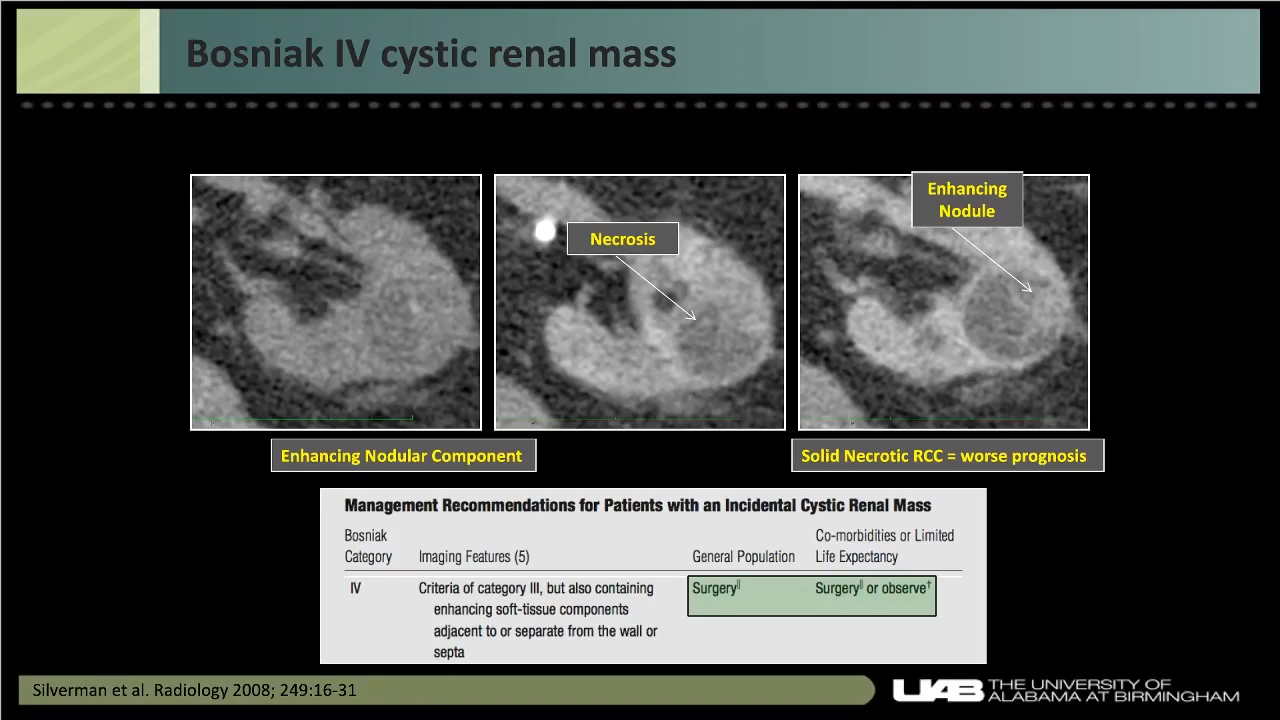 Bosniak IV cystic renal mass
Necrosis
Enhancing
Nodule
Enhancing Nodular Component
Solid Necrotic RCC = worse prognosis
Management Recommendations for Patients with an Incidental Cystic Renal Mass
Bosniak
Category
Imaging Features (5)
General Population
Co-morbidities or Limited
Life Expectancy
IV
Criteria of category III, but also containing
enhancing soft-tissue components
adjacent to or separate from the wall or
septa
Surgery‖
Surgery‖ or observe†
Silverman et al. Radiology 2008; 249:16-31
UAB THE UNIVERSITY OF
ALABAMA AT BIRMINGHAM